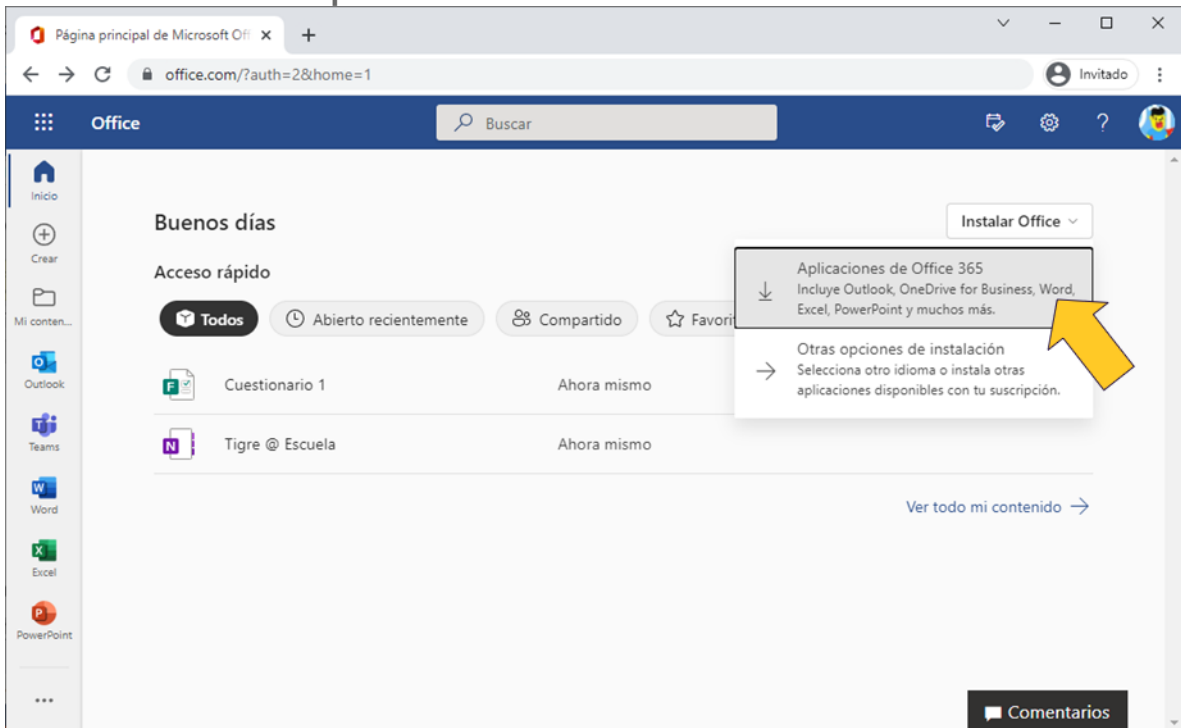 Página principal de Microsoft Off
office.com/?auth=2&home=1
Invitado
Office
Buscar
Inicio
Crear
Mi conten...
Outlook
Teams
Word
Excel
PowerPoint
Buenos días
Instalar Office
Acceso rápido
Todos
Abierto recientemente
Compartido
Favorit
Aplicaciones de Office 365
Incluye Outlook, OneDrive for Business, Word,
Excel, PowerPoint y muchos más.
Otras opciones de instalación
Selecciona otro idioma o instala otras
aplicaciones disponibles con tu suscripción.
Cuestionario 1
Ahora mismo
Tigre @ Escuela
Ahora mismo
Ver todo mi contenido
Comentarios